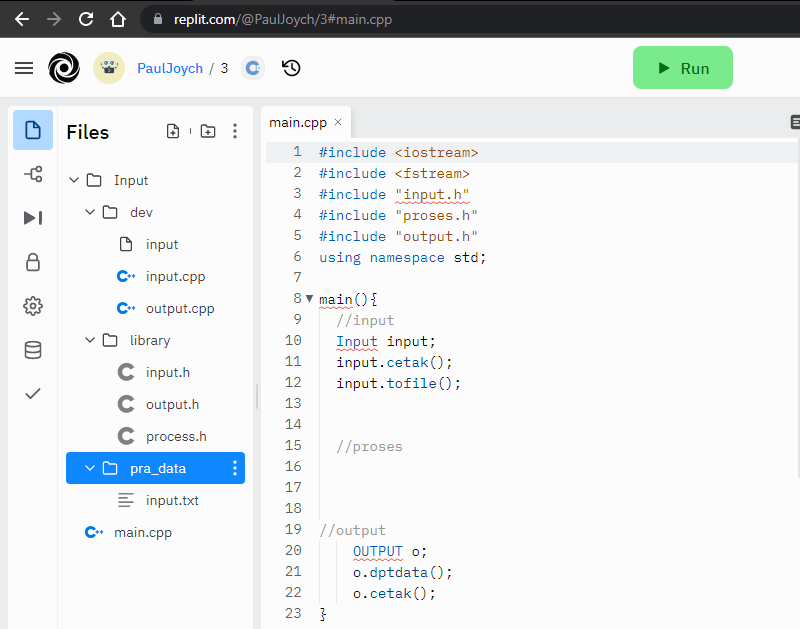 replit.com/@PaulJoych/3#main.cpp
PaulJoych / 3
Run
Files
Input
dev
input
input.cpp
output.cpp
library
input.h
output.h
process.h
pra_data
input.txt
main.cpp
main.cpp ×
1 #include <iostream>
2 #include <fstream>
3 #include "input.h"
4 #include "proses.h"
5 #include "output.h"
6 using namespace std;
7
8 main(){
9 //input
10 Input input;
11 input.cetak();
12 input.tofile();
13
14
15 //proses
16
17
18
19 //output
20 OUTPUT o;
21 o.dptdata();
22 o.cetak();
23 }